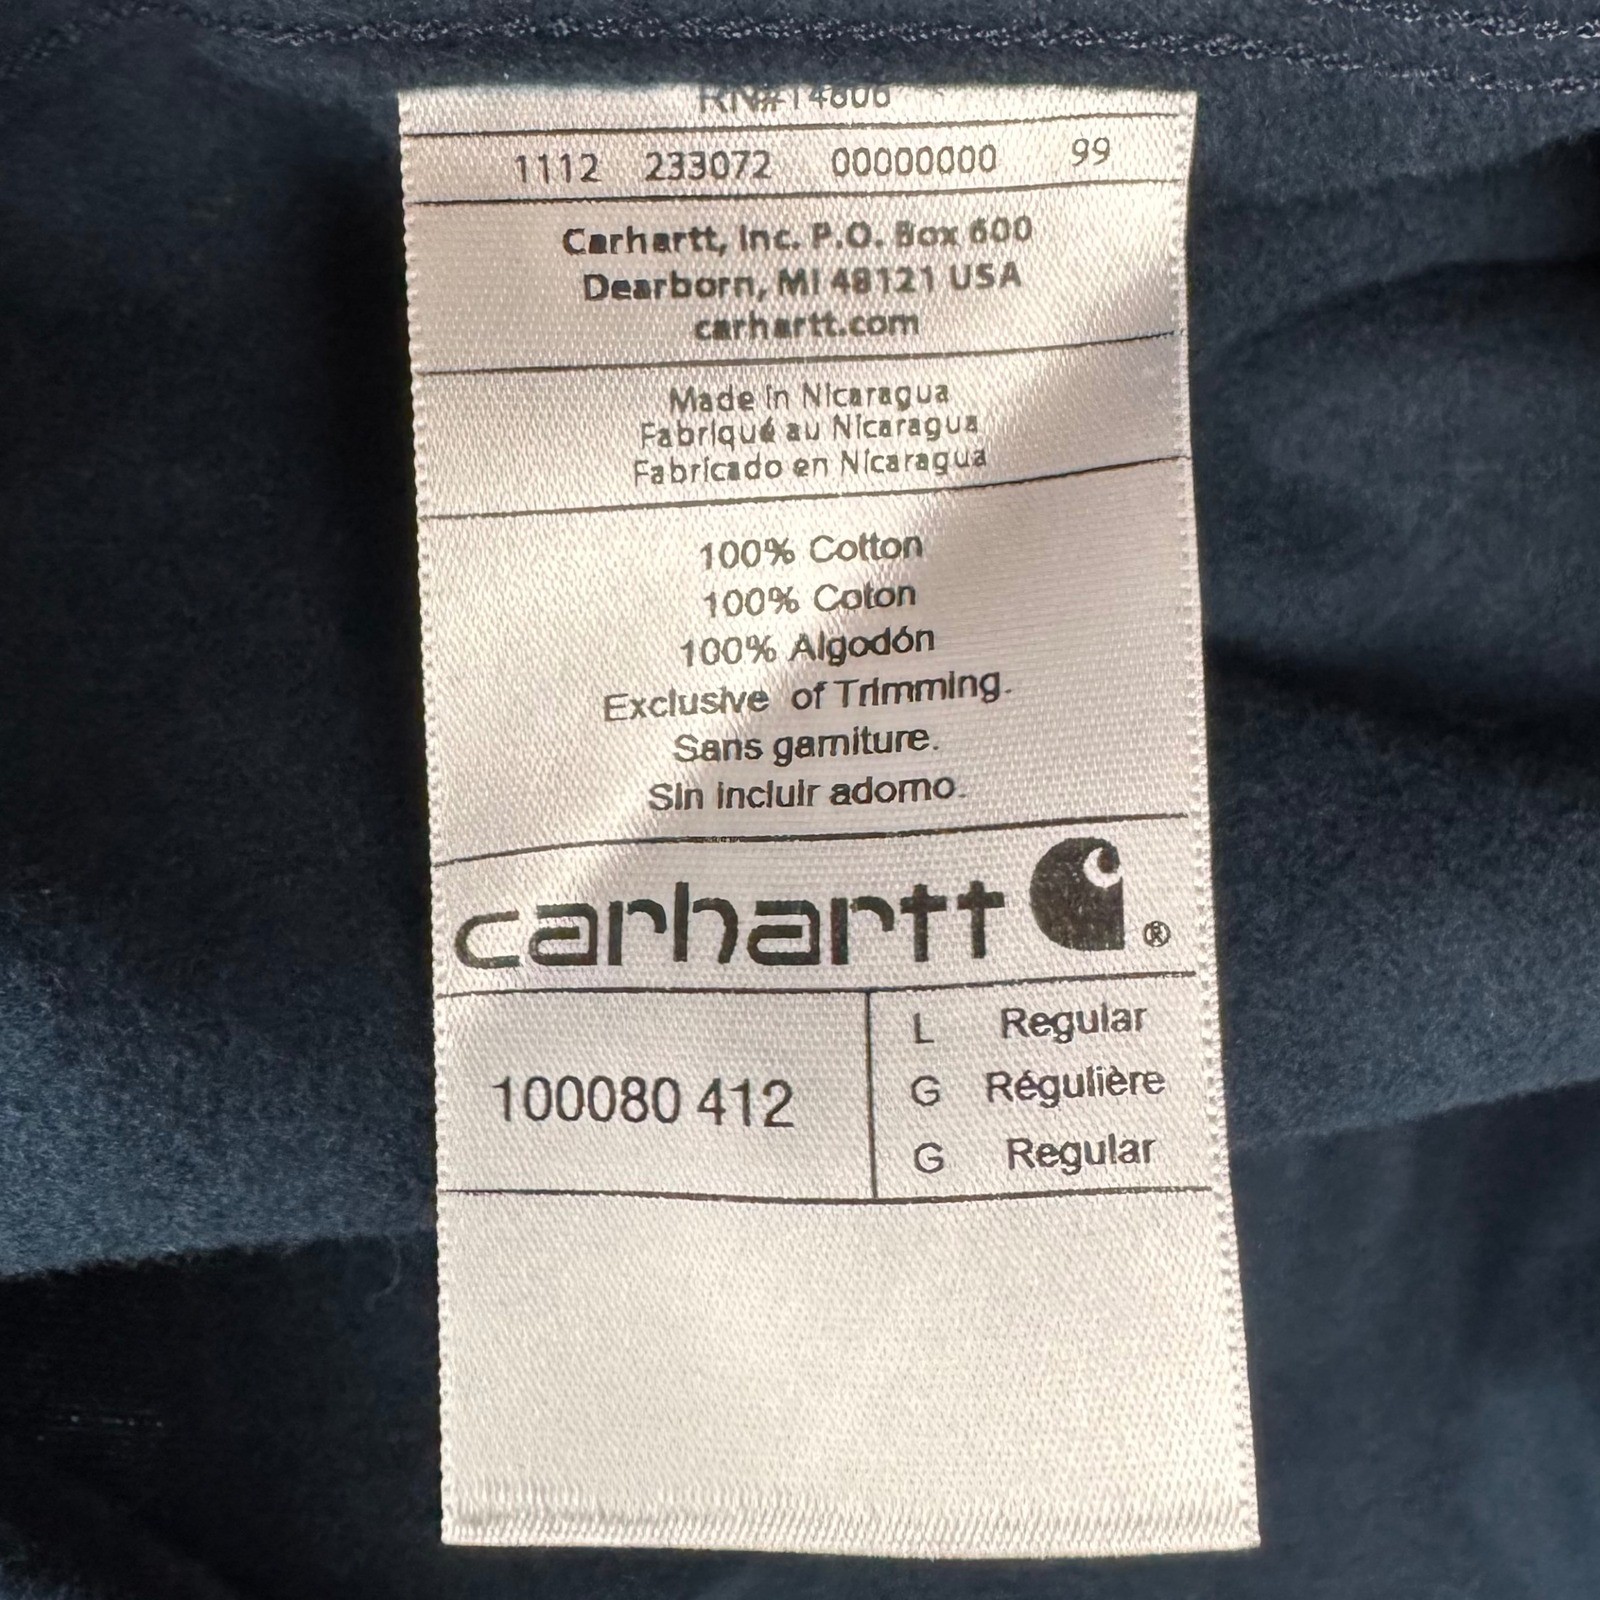 RN#14806
1112 233072 00000000 99
Carhartt, Inc. P.O. Box 600
Dearborn, MI 48121 USA
carhartt.com
Made in Nicaragua
Fabriqué au Nicaragua
Fabricado en Nicaragua
100% Cotton
100% Coton
100% Algodón
Exclusive of Trimming.
Sans garniture.
Sin incluir adorno.
carhartt ®
100080 412
L Regular
G Régulière
G Regular